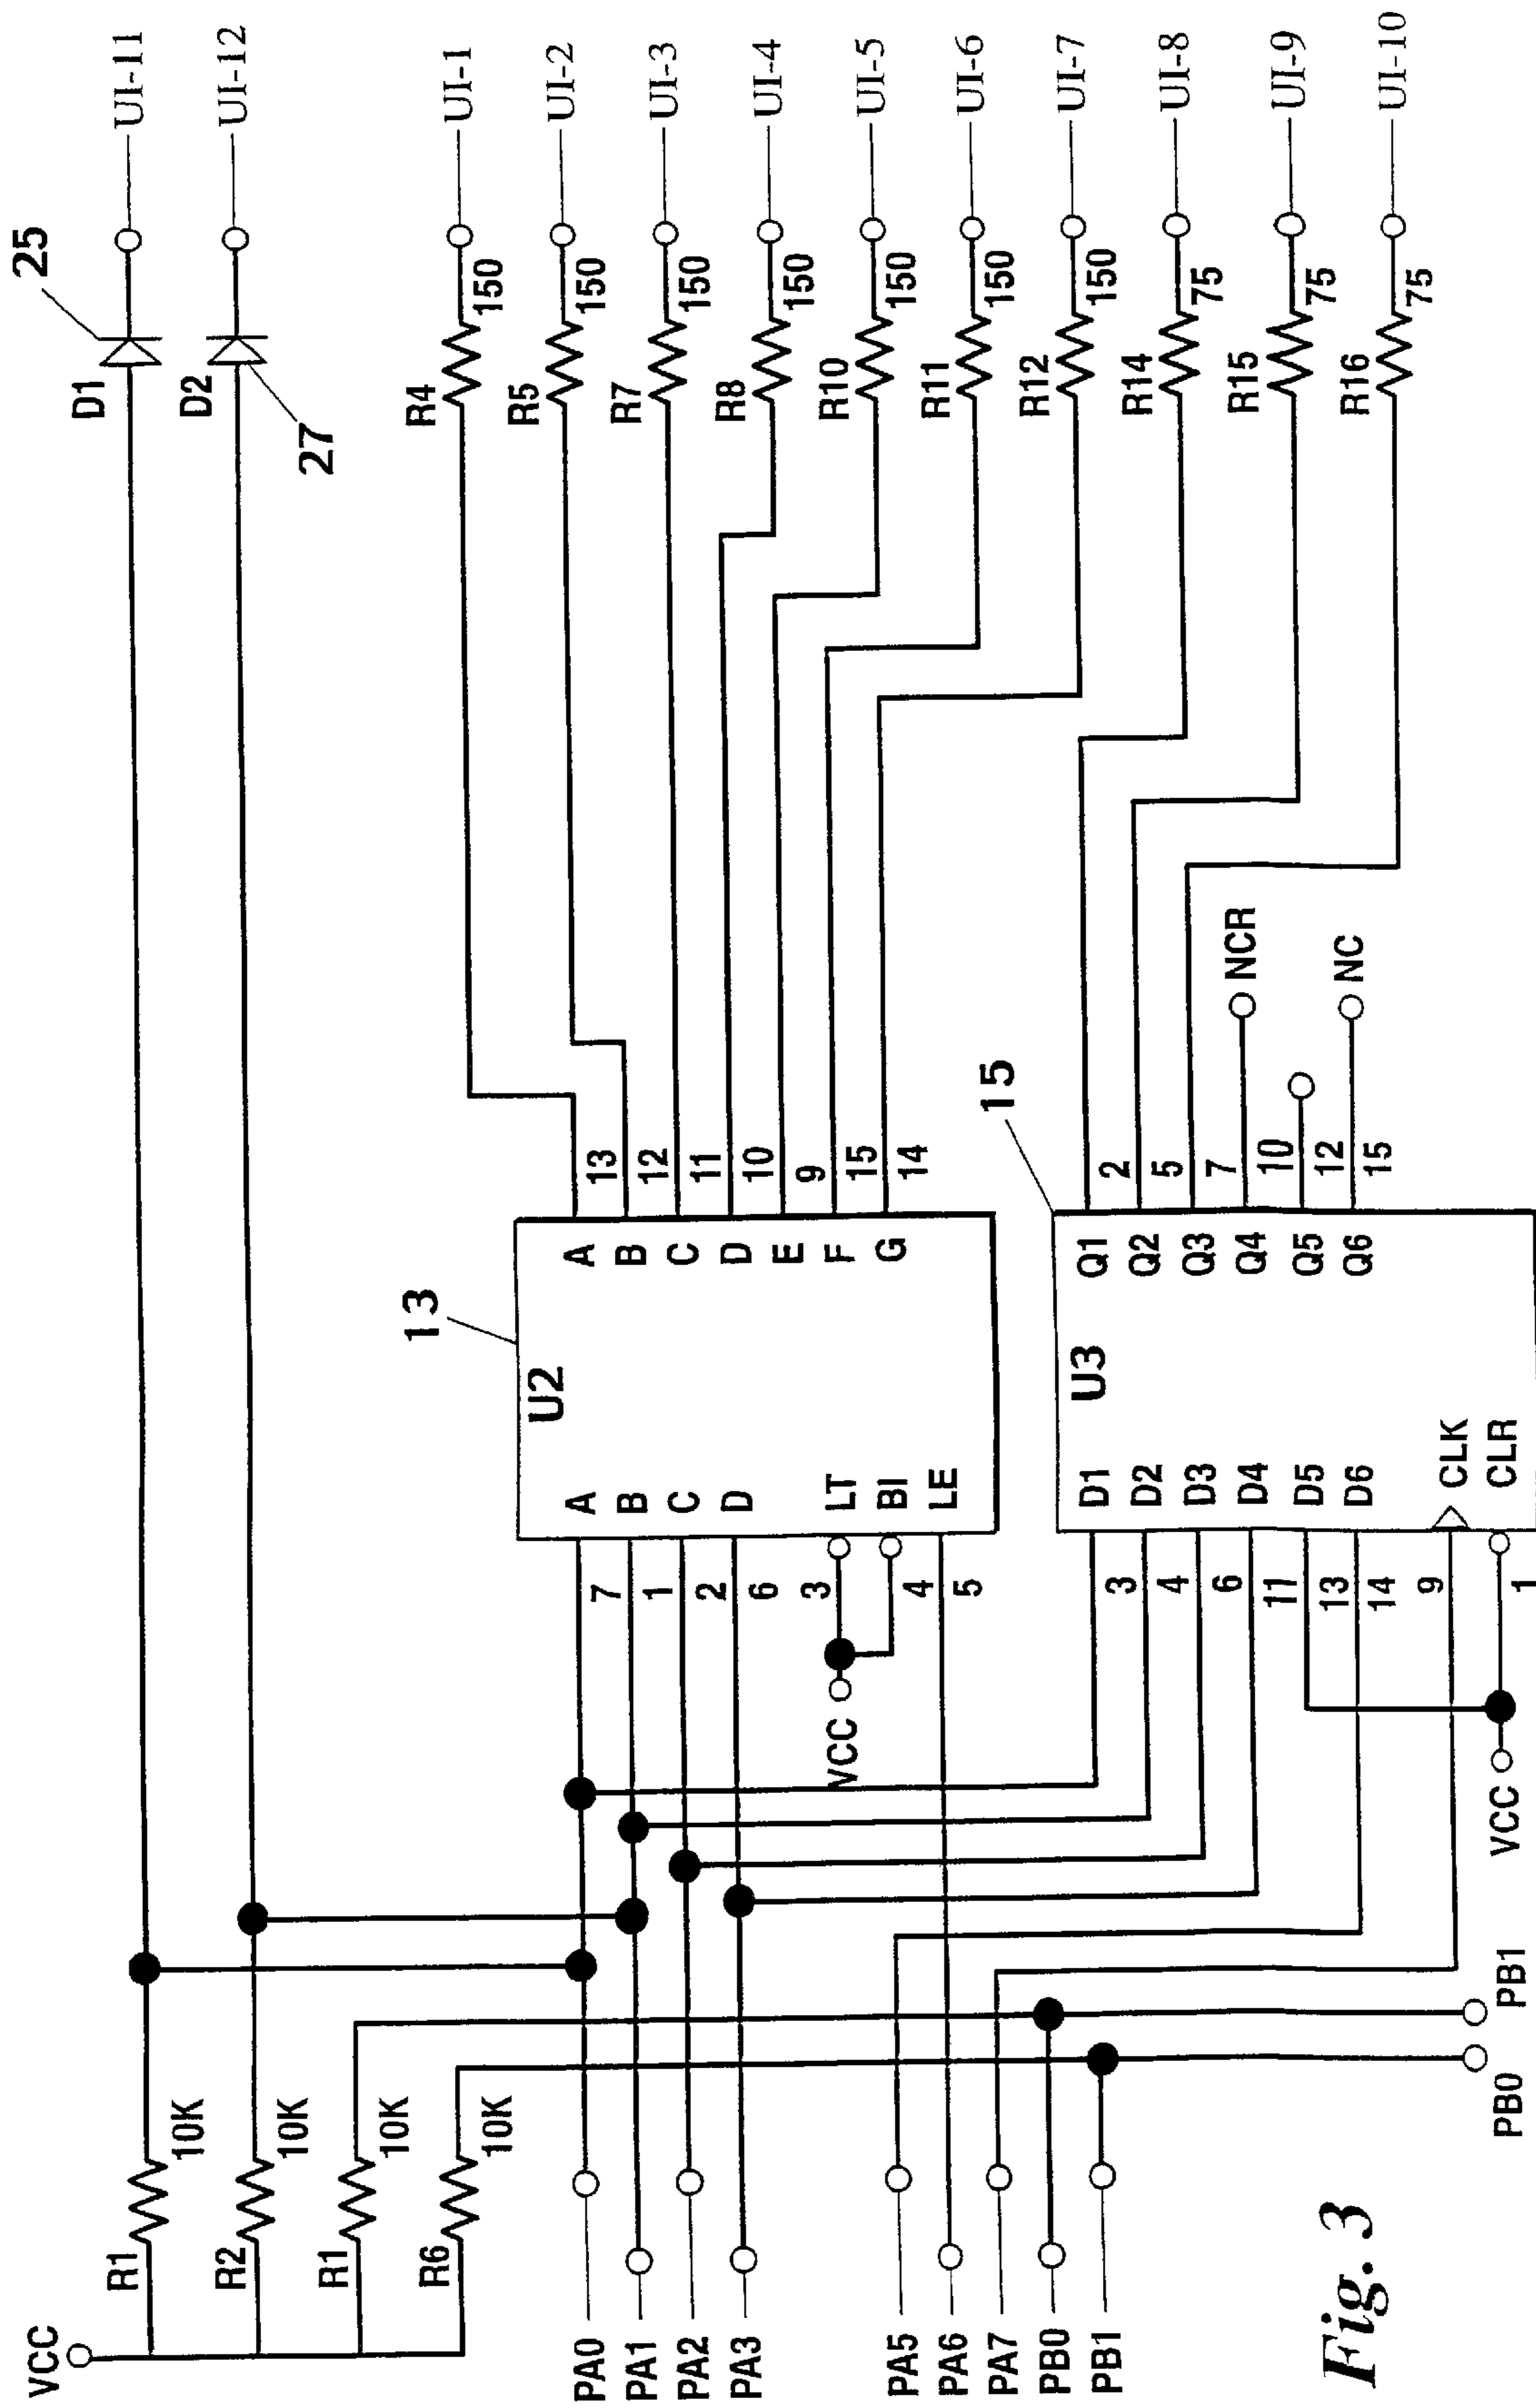 VCC
R1
10K
R2
10K
R1
10K
R6
10K
D1
25
UI-11
D2
27
UI-12
PA0
PA1
PA2
PA3
PA5
PA6
PA7
PB0
PB1
PB0
PB1
13
U2
A
B
C
D
LT
BI
LE
7
1
2
6
3
4
5
VCC
A
B
C
D
E
F
G
13
12
11
10
9
15
14
15
U3
D1
D2
D3
D4
D5
D6
CLK
CLR
3
4
6
11
13
14
9
1
VCC
Q1
Q2
Q3
Q4
Q5
Q6
2
5
7
10
12
15
NCR
NC
R4
150
UI-1
R5
150
UI-2
R7
150
UI-3
R8
150
UI-4
R10
150
UI-5
R11
150
UI-6
R12
150
UI-7
R14
75
UI-8
R15
75
UI-9
R16
75
UI-10
Fig. 3